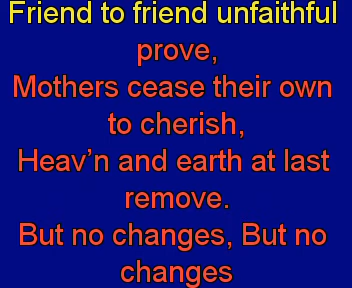 Friend to friend unfaithful
prove,
Mothers cease their own
to cherish,
Heav’n and earth at last
remove.
But no changes, But no
changes